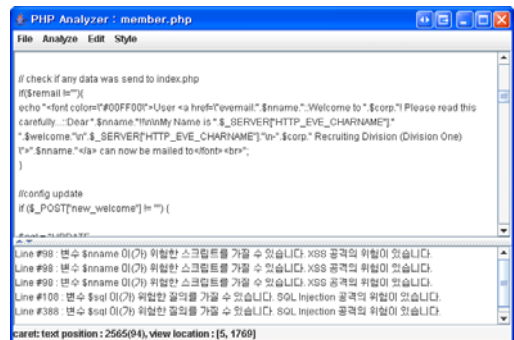 PHP Analyzer : member.php
File Analyze Edit Style
// check if any data was send to index.php
if($remail !=""){
echo "<font color=\"#00FF00\">User <a href=\"evemail:".$nname."::Welcome to ".$corp."! Please read this
carefully...::Dear ".$nname."!!\n\nMy Name is ".$_SERVER["HTTP_EVE_CHARNAME"]."
".$welcome."\n".$_SERVER["HTTP_EVE_CHARNAME"]."\n-".$corp." Recruiting Division (Division One)
\">".$nname."</a> can now be mailed to</font><br>";
}
//config update
if ($_POST["new_welcome"] != "") {
$sql = "UPDATE
Line #98 : 변수 $nname 이(가) 위험한 스크립트를 가질 수 있습니다. XSS 공격의 위험이 있습니다.
Line #98 : 변수 $nname 이(가) 위험한 스크립트를 가질 수 있습니다. XSS 공격의 위험이 있습니다.
Line #98 : 변수 $nname 이(가) 위험한 스크립트를 가질 수 있습니다. XSS 공격의 위험이 있습니다.
Line #108 : 변수 $sql 이(가) 위험한 질의를 가질 수 있습니다. SQL Injection 공격의 위험이 있습니다.
Line #388 : 변수 $sql 이(가) 위험한 질의를 가질 수 있습니다. SQL Injection 공격의 위험이 있습니다.
caret: text position : 2565(94), view location : [5, 1769]